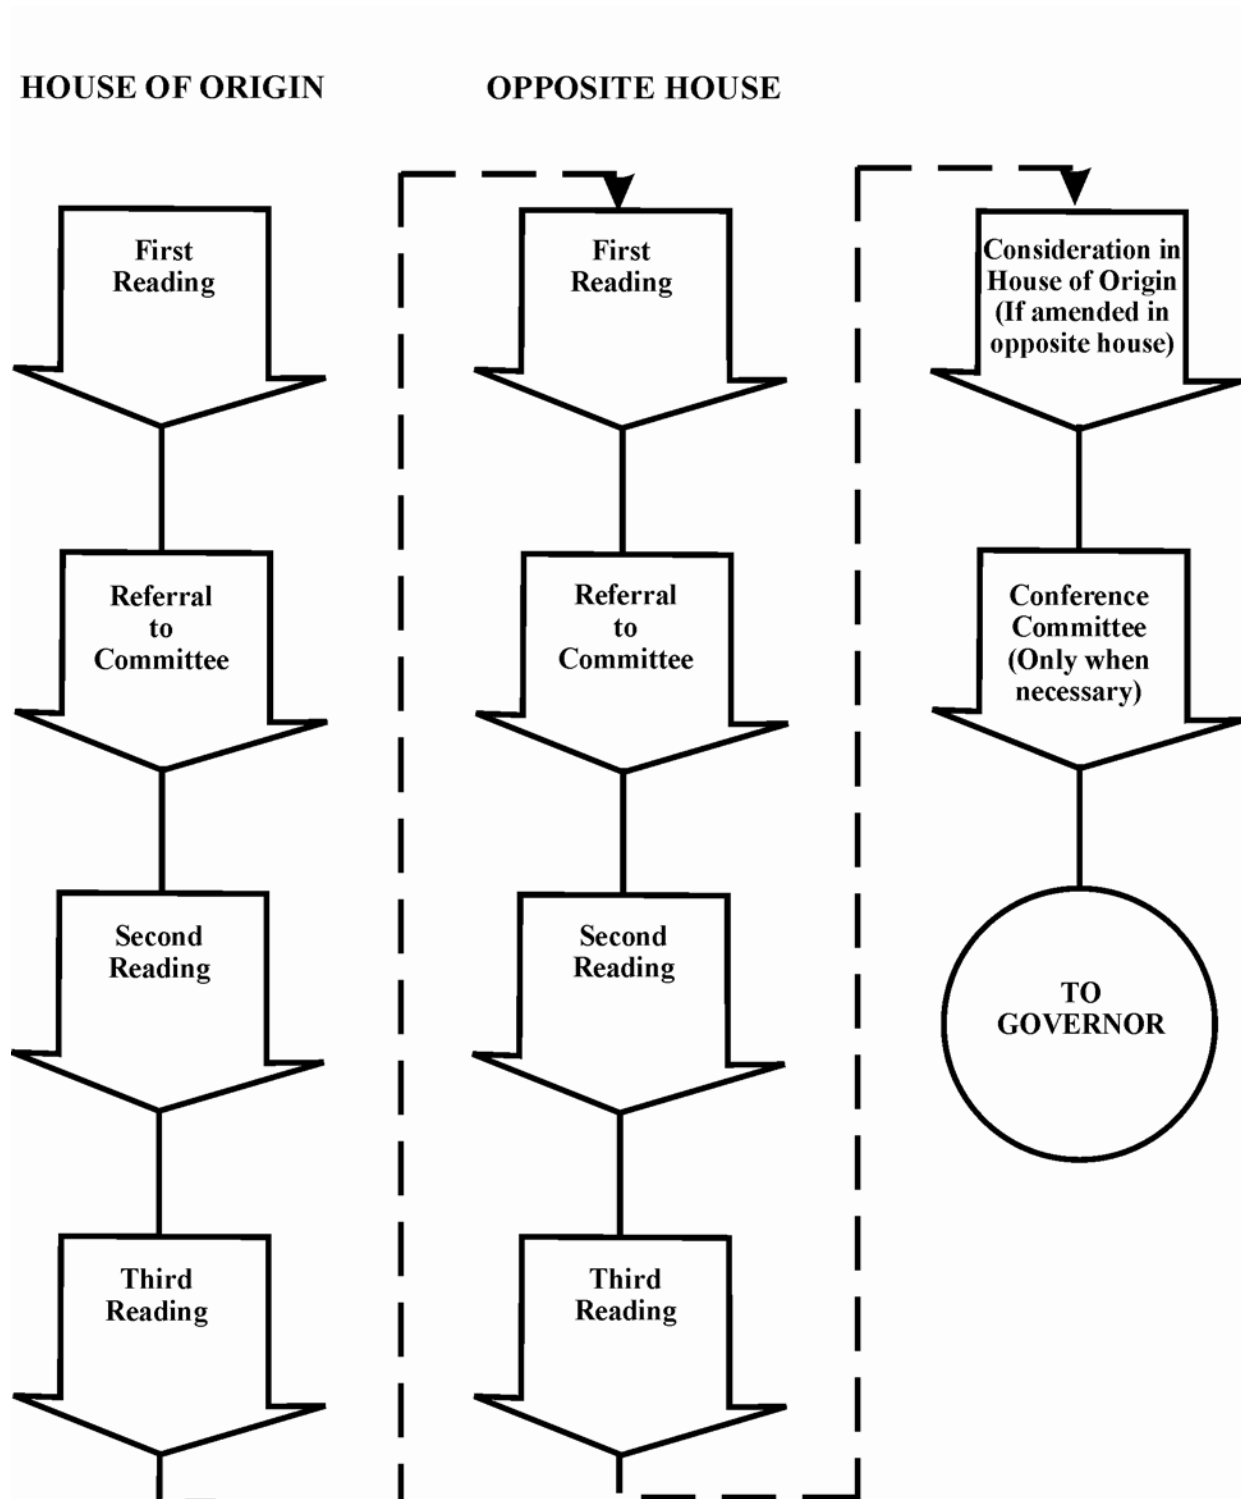 HOUSE OF ORIGIN
First
Reading
Referral
to
Committee
Second
Reading
Third
Reading
OPPOSITE HOUSE
First
Reading
Referral
to
Committee
Second
Reading
Third
Reading
Consideration in
House of Origin
(If amended in
opposite house)
Conference
Committee
(Only when
necessary)
TO
GOVERNOR